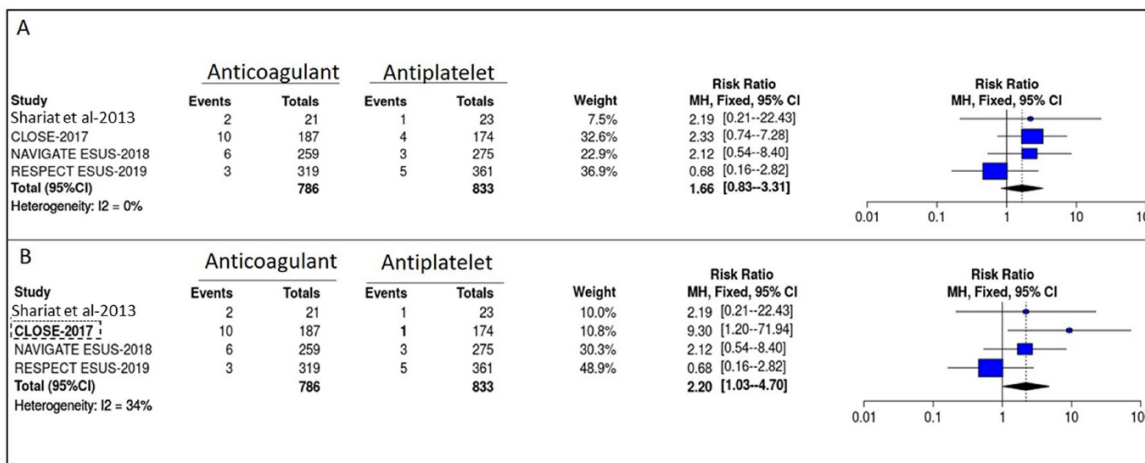 A
Anticoagulant Antiplatelet Risk Ratio Risk Ratio
Study Events Totals Events Totals Weight MH, Fixed, 95% CI MH, Fixed, 95% CI
Shariat et al-2013 2 21 1 23 7.5% 2.19 [0.21--22.43]
CLOSE-2017 10 187 4 174 32.6% 2.33 [0.74--7.28]
NAVIGATE ESUS-2018 6 259 3 275 22.9% 2.12 [0.54--8.40]
RESPECT ESUS-2019 3 319 5 361 36.9% 0.68 [0.16--2.82]
Total (95%CI) 786 833 1.66 [0.83--3.31]
Heterogeneity: I2 = 0%
0.01 0.1 1 10 100
B
Anticoagulant Antiplatelet Risk Ratio Risk Ratio
Study Events Totals Events Totals Weight MH, Fixed, 95% CI MH, Fixed, 95% CI
Shariat et al-2013 2 21 1 23 10.0% 2.19 [0.21--22.43]
CLOSE-2017 10 187 1 174 10.8% 9.30 [1.20--71.94]
NAVIGATE ESUS-2018 6 259 3 275 30.3% 2.12 [0.54--8.40]
RESPECT ESUS-2019 3 319 5 361 48.9% 0.68 [0.16--2.82]
Total (95%CI) 786 833 2.20 [1.03--4.70]
Heterogeneity: I2 = 34%
0.01 0.1 1 10